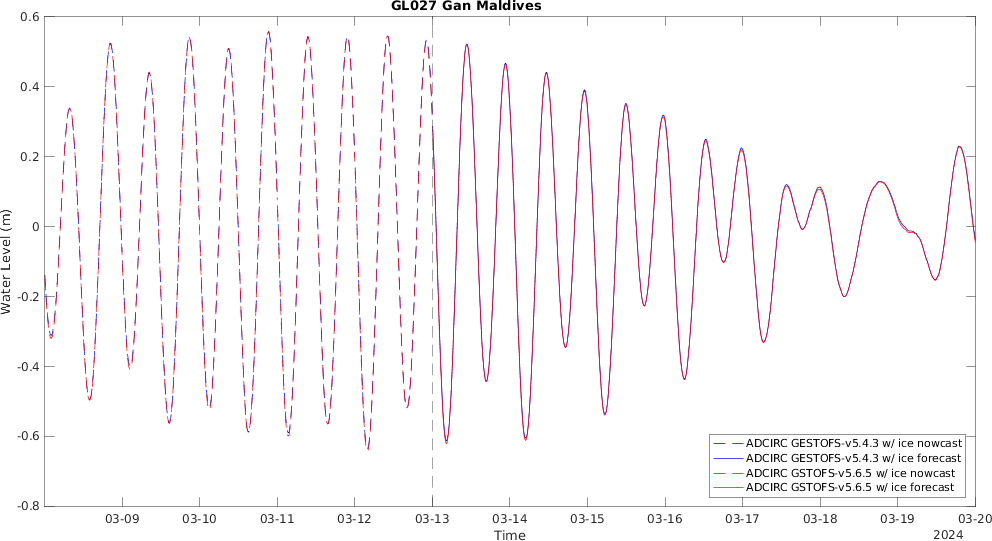 GL027 Gan Maldives
0.6
0.4
0.2
0
-0.2
-0.4
-0.6
-0.8
Water Level (m)
ADCIRC GESTOFS-v5.4.3 w/ ice nowcast
ADCIRC GESTOFS-v5.4.3 w/ ice forecast
ADCIRC GSTOFS-v5.6.5 w/ ice nowcast
ADCIRC GSTOFS-v5.6.5 w/ ice forecast
03-09 03-10 03-11 03-12 03-13 03-14 03-15 03-16 03-17 03-18 03-19 03-20
Time
2024